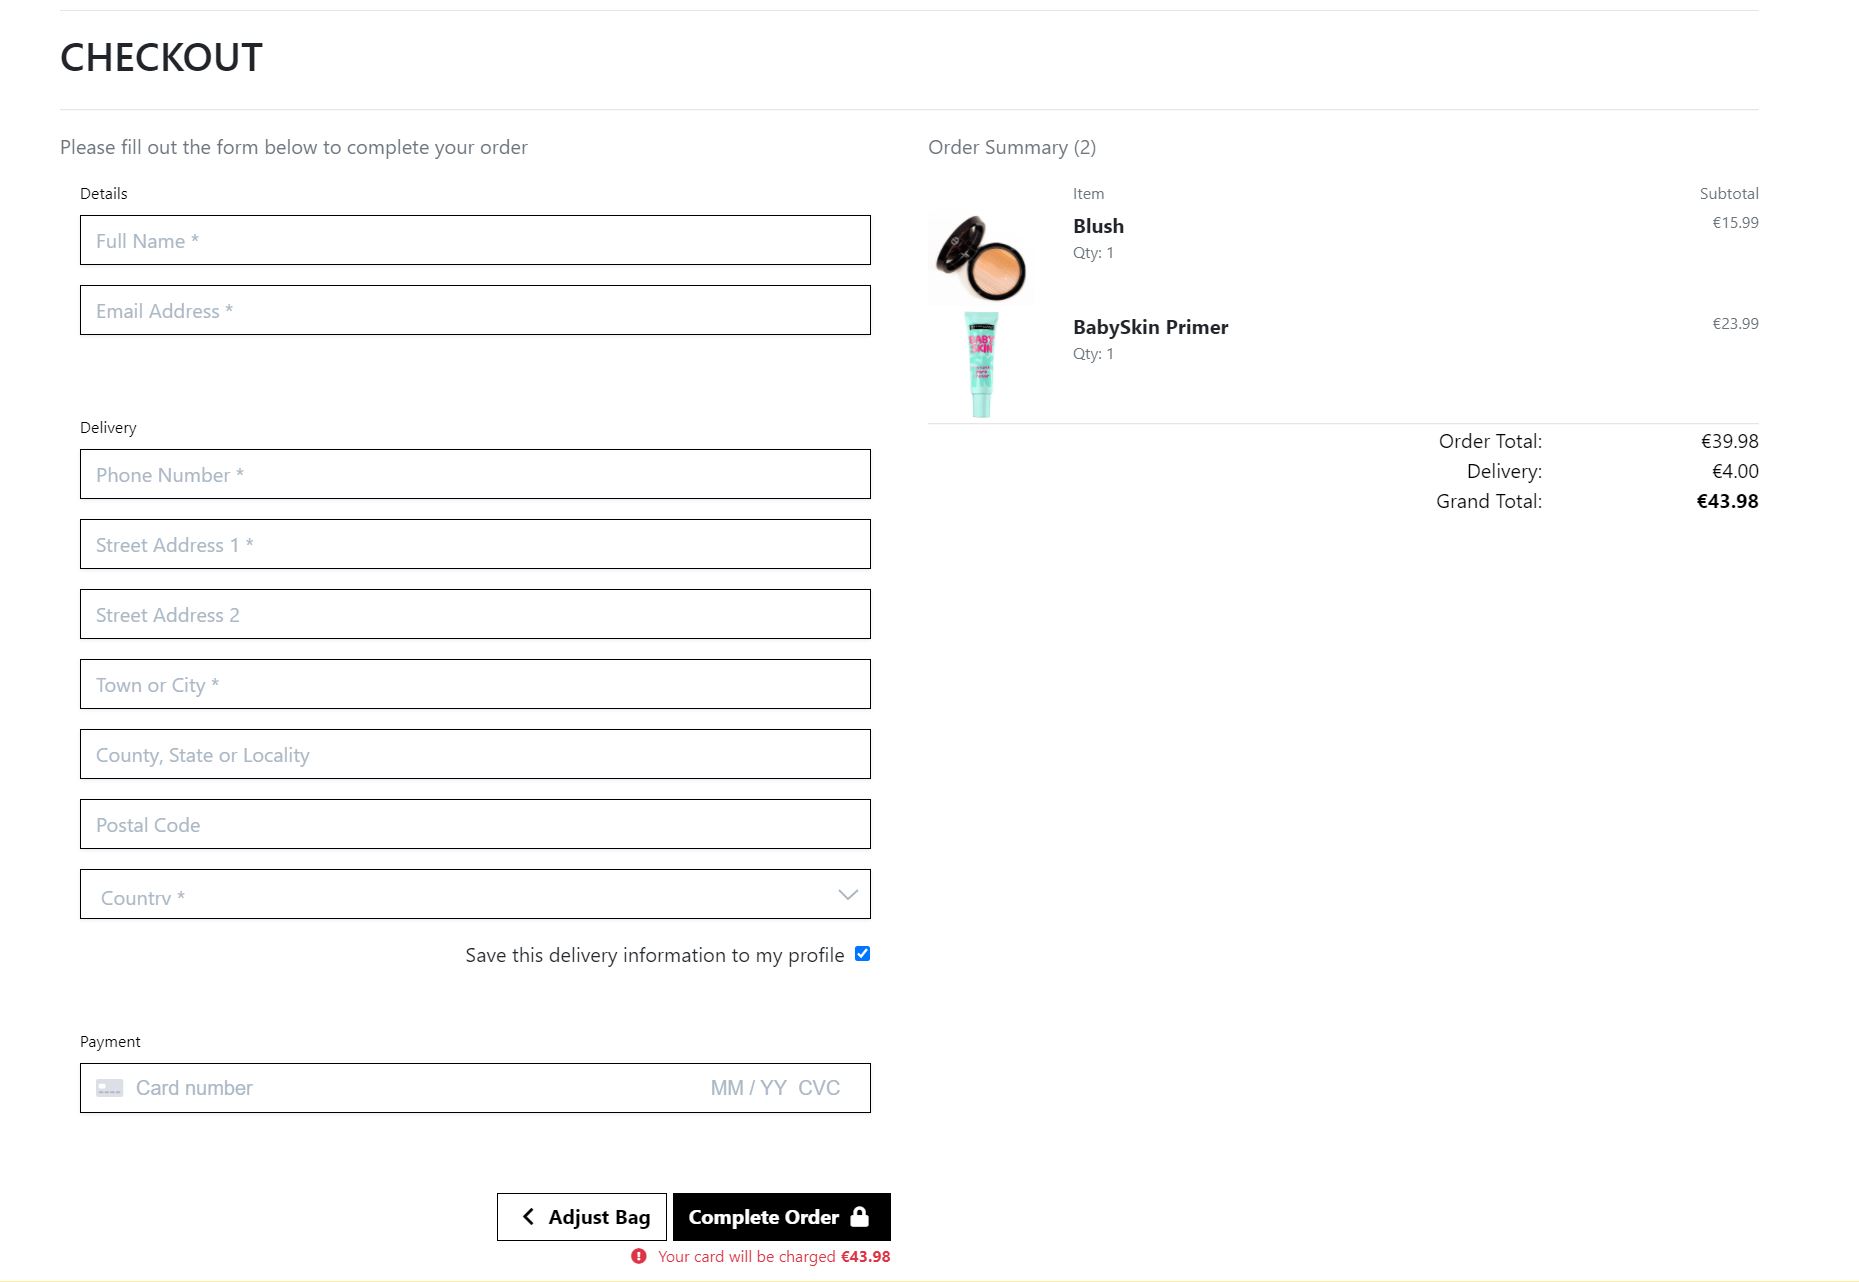 CHECKOUT
Please fill out the form below to complete your order
Details
Full Name *
Email Address *
Delivery
Phone Number *
Street Address 1 *
Street Address 2
Town or City *
County, State or Locality
Postal Code
Country *
Save this delivery information to my profile
Payment
Card number MM / YY CVC
Adjust Bag Complete Order
Your card will be charged €43.98
Order Summary (2)
Item Subtotal
Blush €15.99
Qty: 1
BABY
SKIN
BabySkin Primer €23.99
Qty: 1
Order Total: €39.98
Delivery: €4.00
Grand Total: €43.98